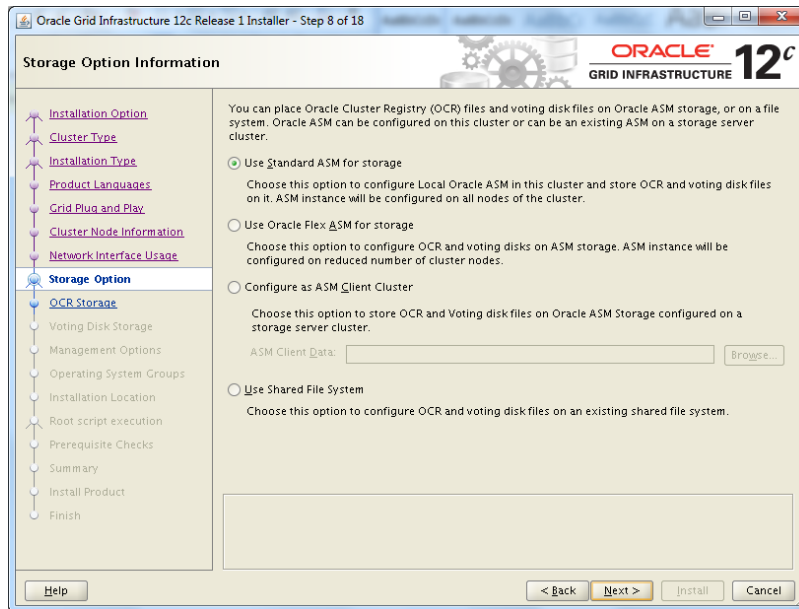 Oracle Grid Infrastructure 12c Release 1 Installer - Step 8 of 18
Storage Option Information
ORACLE®
GRID INFRASTRUCTURE
12c
Installation Option
Cluster Type
Installation Type
Product Languages
Grid Plug and Play
Cluster Node Information
Network Interface Usage
Storage Option
OCR Storage
Voting Disk Storage
Management Options
Operating System Groups
Installation Location
Root script execution
Prerequisite Checks
Summary
Install Product
Finish
You can place Oracle Cluster Registry (OCR) files and voting disk files on Oracle ASM storage, or on a file
system. Oracle ASM can be configured on this cluster or can be an existing ASM on a storage server
cluster.
Use Standard ASM for storage
Choose this option to configure Local Oracle ASM in this cluster and store OCR and voting disk files
on it. ASM instance will be configured on all nodes of the cluster.
Use Oracle Flex ASM for storage
Choose this option to configure OCR and voting disks on ASM storage. ASM instance will be
configured on reduced number of cluster nodes.
Configure as ASM Client Cluster
Choose this option to store OCR and Voting disk files on Oracle ASM Storage configured on a
storage server cluster.
ASM Client Data:
Browse...
Use Shared File System
Choose this option to configure OCR and voting disk files on an existing shared file system.
Help
< Back
Next >
Install
Cancel